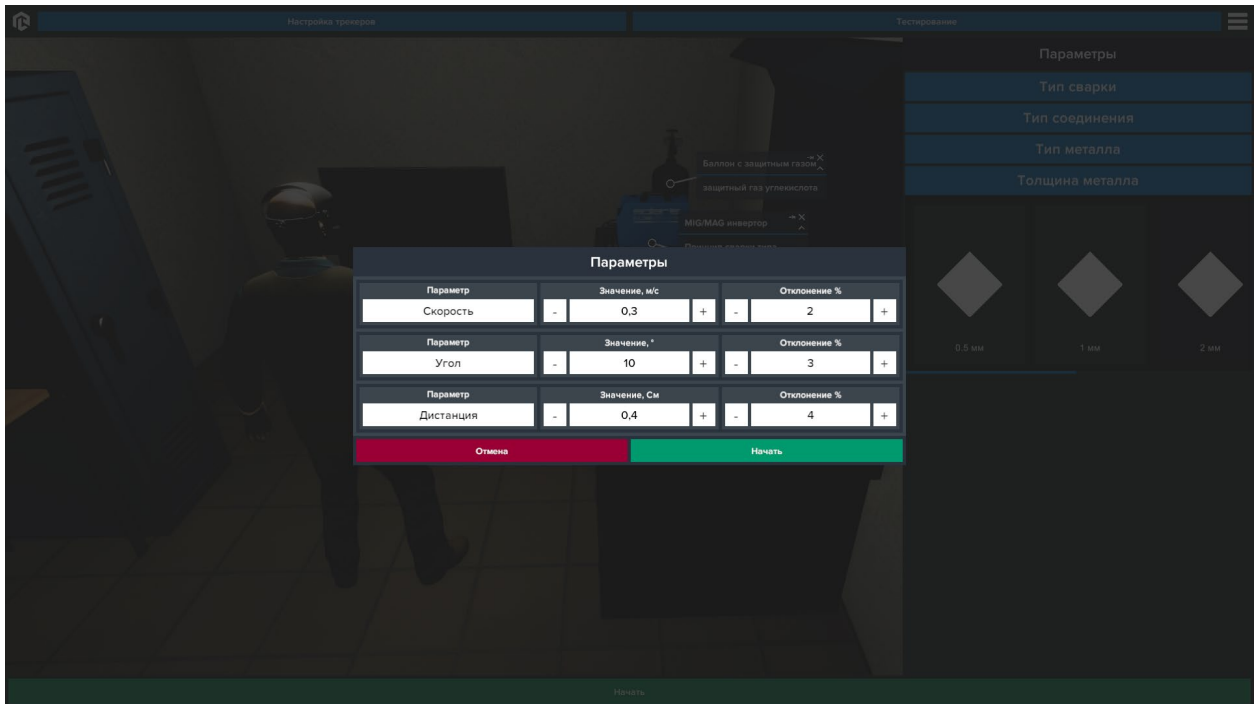 Настройка трекеров
Тестирование
Параметры
Тип сварки
Тип соединения
Тип металла
Толщина металла
0.5 мм
1 мм
2 мм
Баллон с защитным газом
защитный газ углекислота
MIG/MAG инвертор
Параметры
Параметр
Значение, м/с
Отклонение %
Скорость
-
0,3
+
-
2
+
Параметр
Значение, °
Отклонение %
Угол
-
10
+
-
3
+
Параметр
Значение, См
Отклонение %
Дистанция
-
0,4
+
-
4
+
Отмена
Начать
Начать